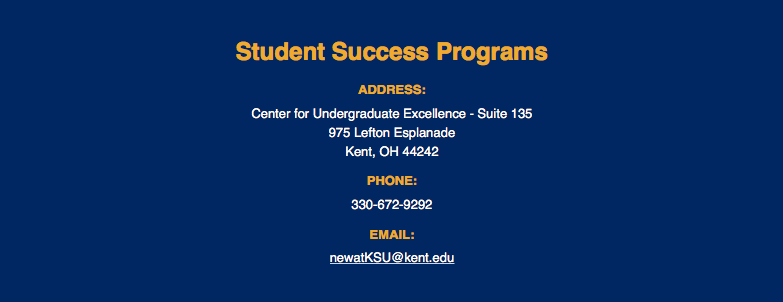 Student Success Programs
ADDRESS:
Center for Undergraduate Excellence - Suite 135
975 Lefton Esplanade
Kent, OH 44242
PHONE:
330-672-9292
EMAIL:
newatKSU@kent.edu